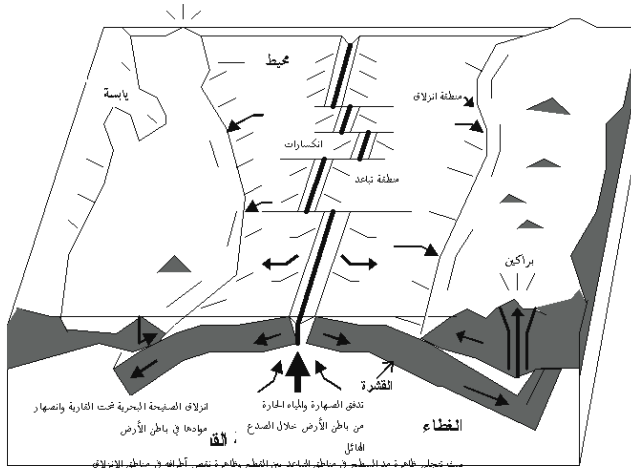 محيط
يابسة
منطقة انزلاق
انكسارات
منطقة تباعد
براكين
القشرة
الغطاء
تدفق الصهارة والمياه الحارة
من باطن الأرض خلال الصدع
الهائل
انزلاق الصفيحة البحرية تحت القارية وانصهار
موادها في باطن الأرض